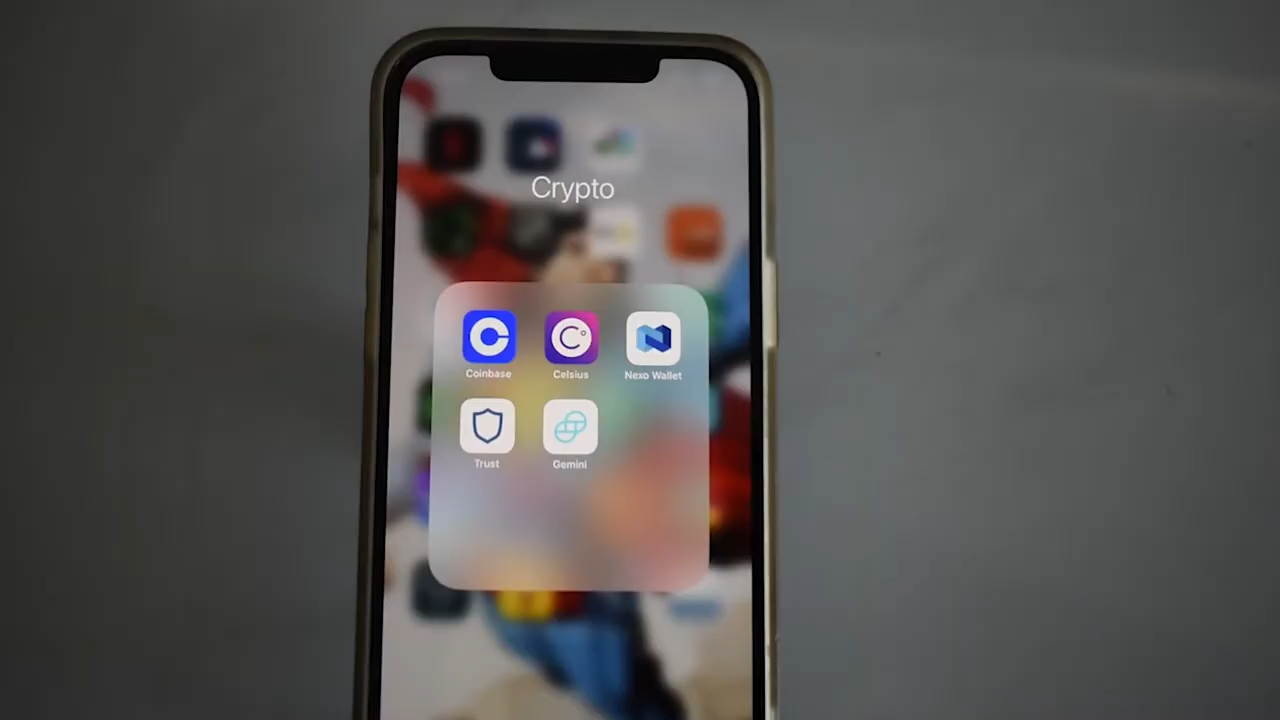 Crypto
Coinbase
Celsius
Nexo Wallet
Trust
Gemini